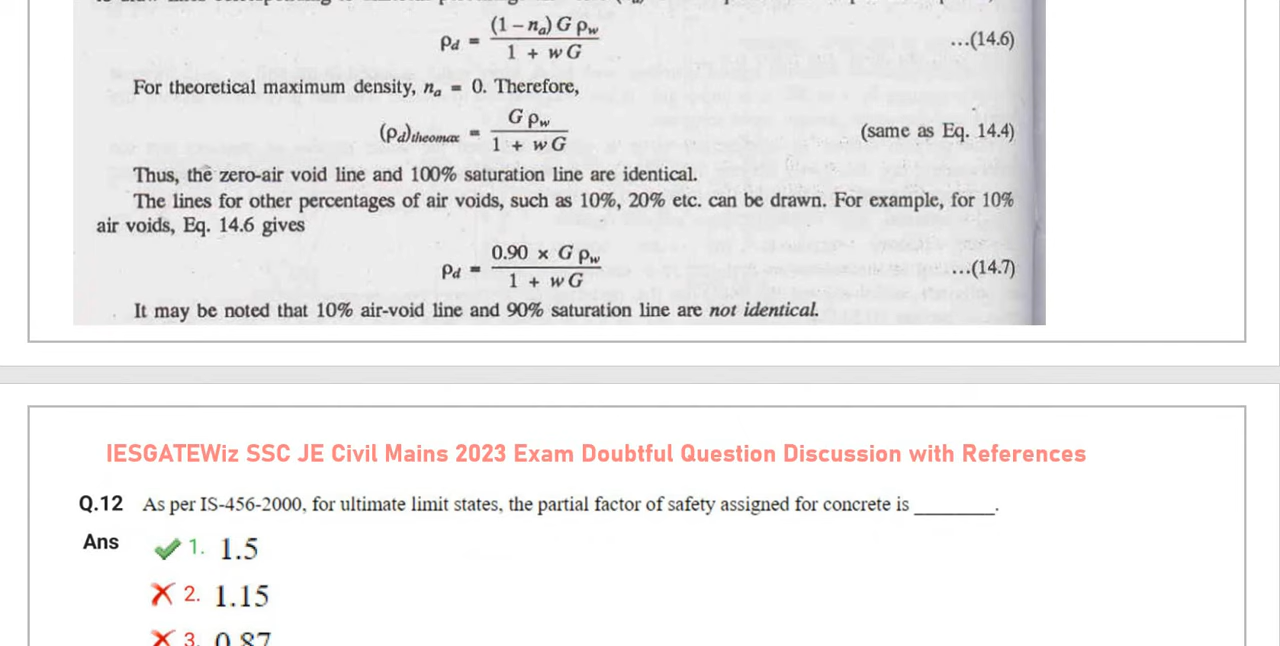 ρd = (1 – na) G ρw / 1 + wG ...(14.6)
For theoretical maximum density, na = 0. Therefore,
(ρd)theomax = G ρw / 1 + wG (same as Eq. 14.4)
Thus, the zero-air void line and 100% saturation line are identical.
The lines for other percentages of air voids, such as 10%, 20% etc. can be drawn. For example, for 10%
air voids, Eq. 14.6 gives
ρd = 0.90 × G ρw / 1 + wG ...(14.7)
It may be noted that 10% air-void line and 90% saturation line are not identical.
IESGATEWiz SSC JE Civil Mains 2023 Exam Doubtful Question Discussion with References
Q.12 As per IS-456-2000, for ultimate limit states, the partial factor of safety assigned for concrete is ________.
Ans 1. 1.5
2. 1.15
3. 0.87